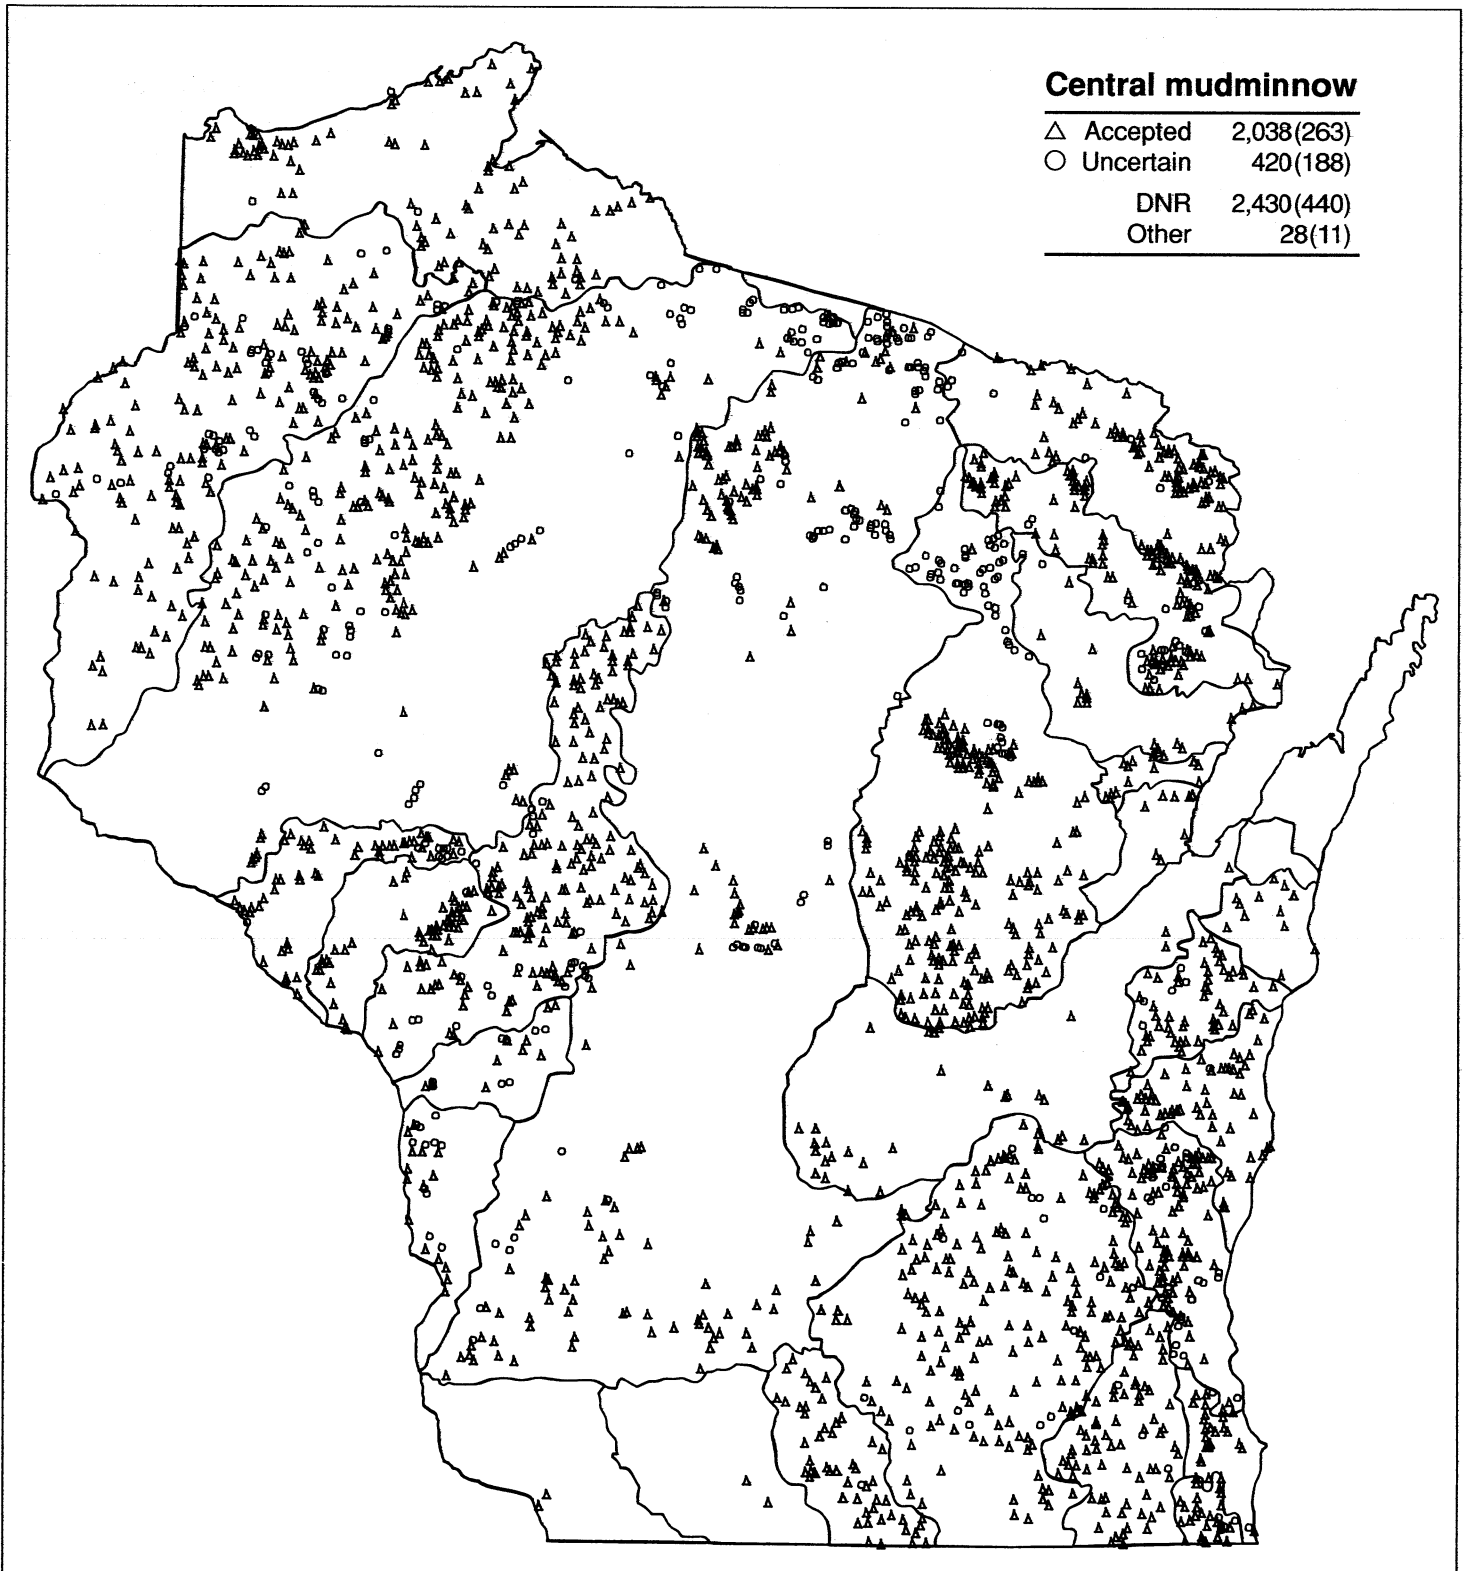 Central mudminnow
△ Accepted 2,038(263)
○ Uncertain 420(188)
DNR 2,430(440)
Other 28(11)